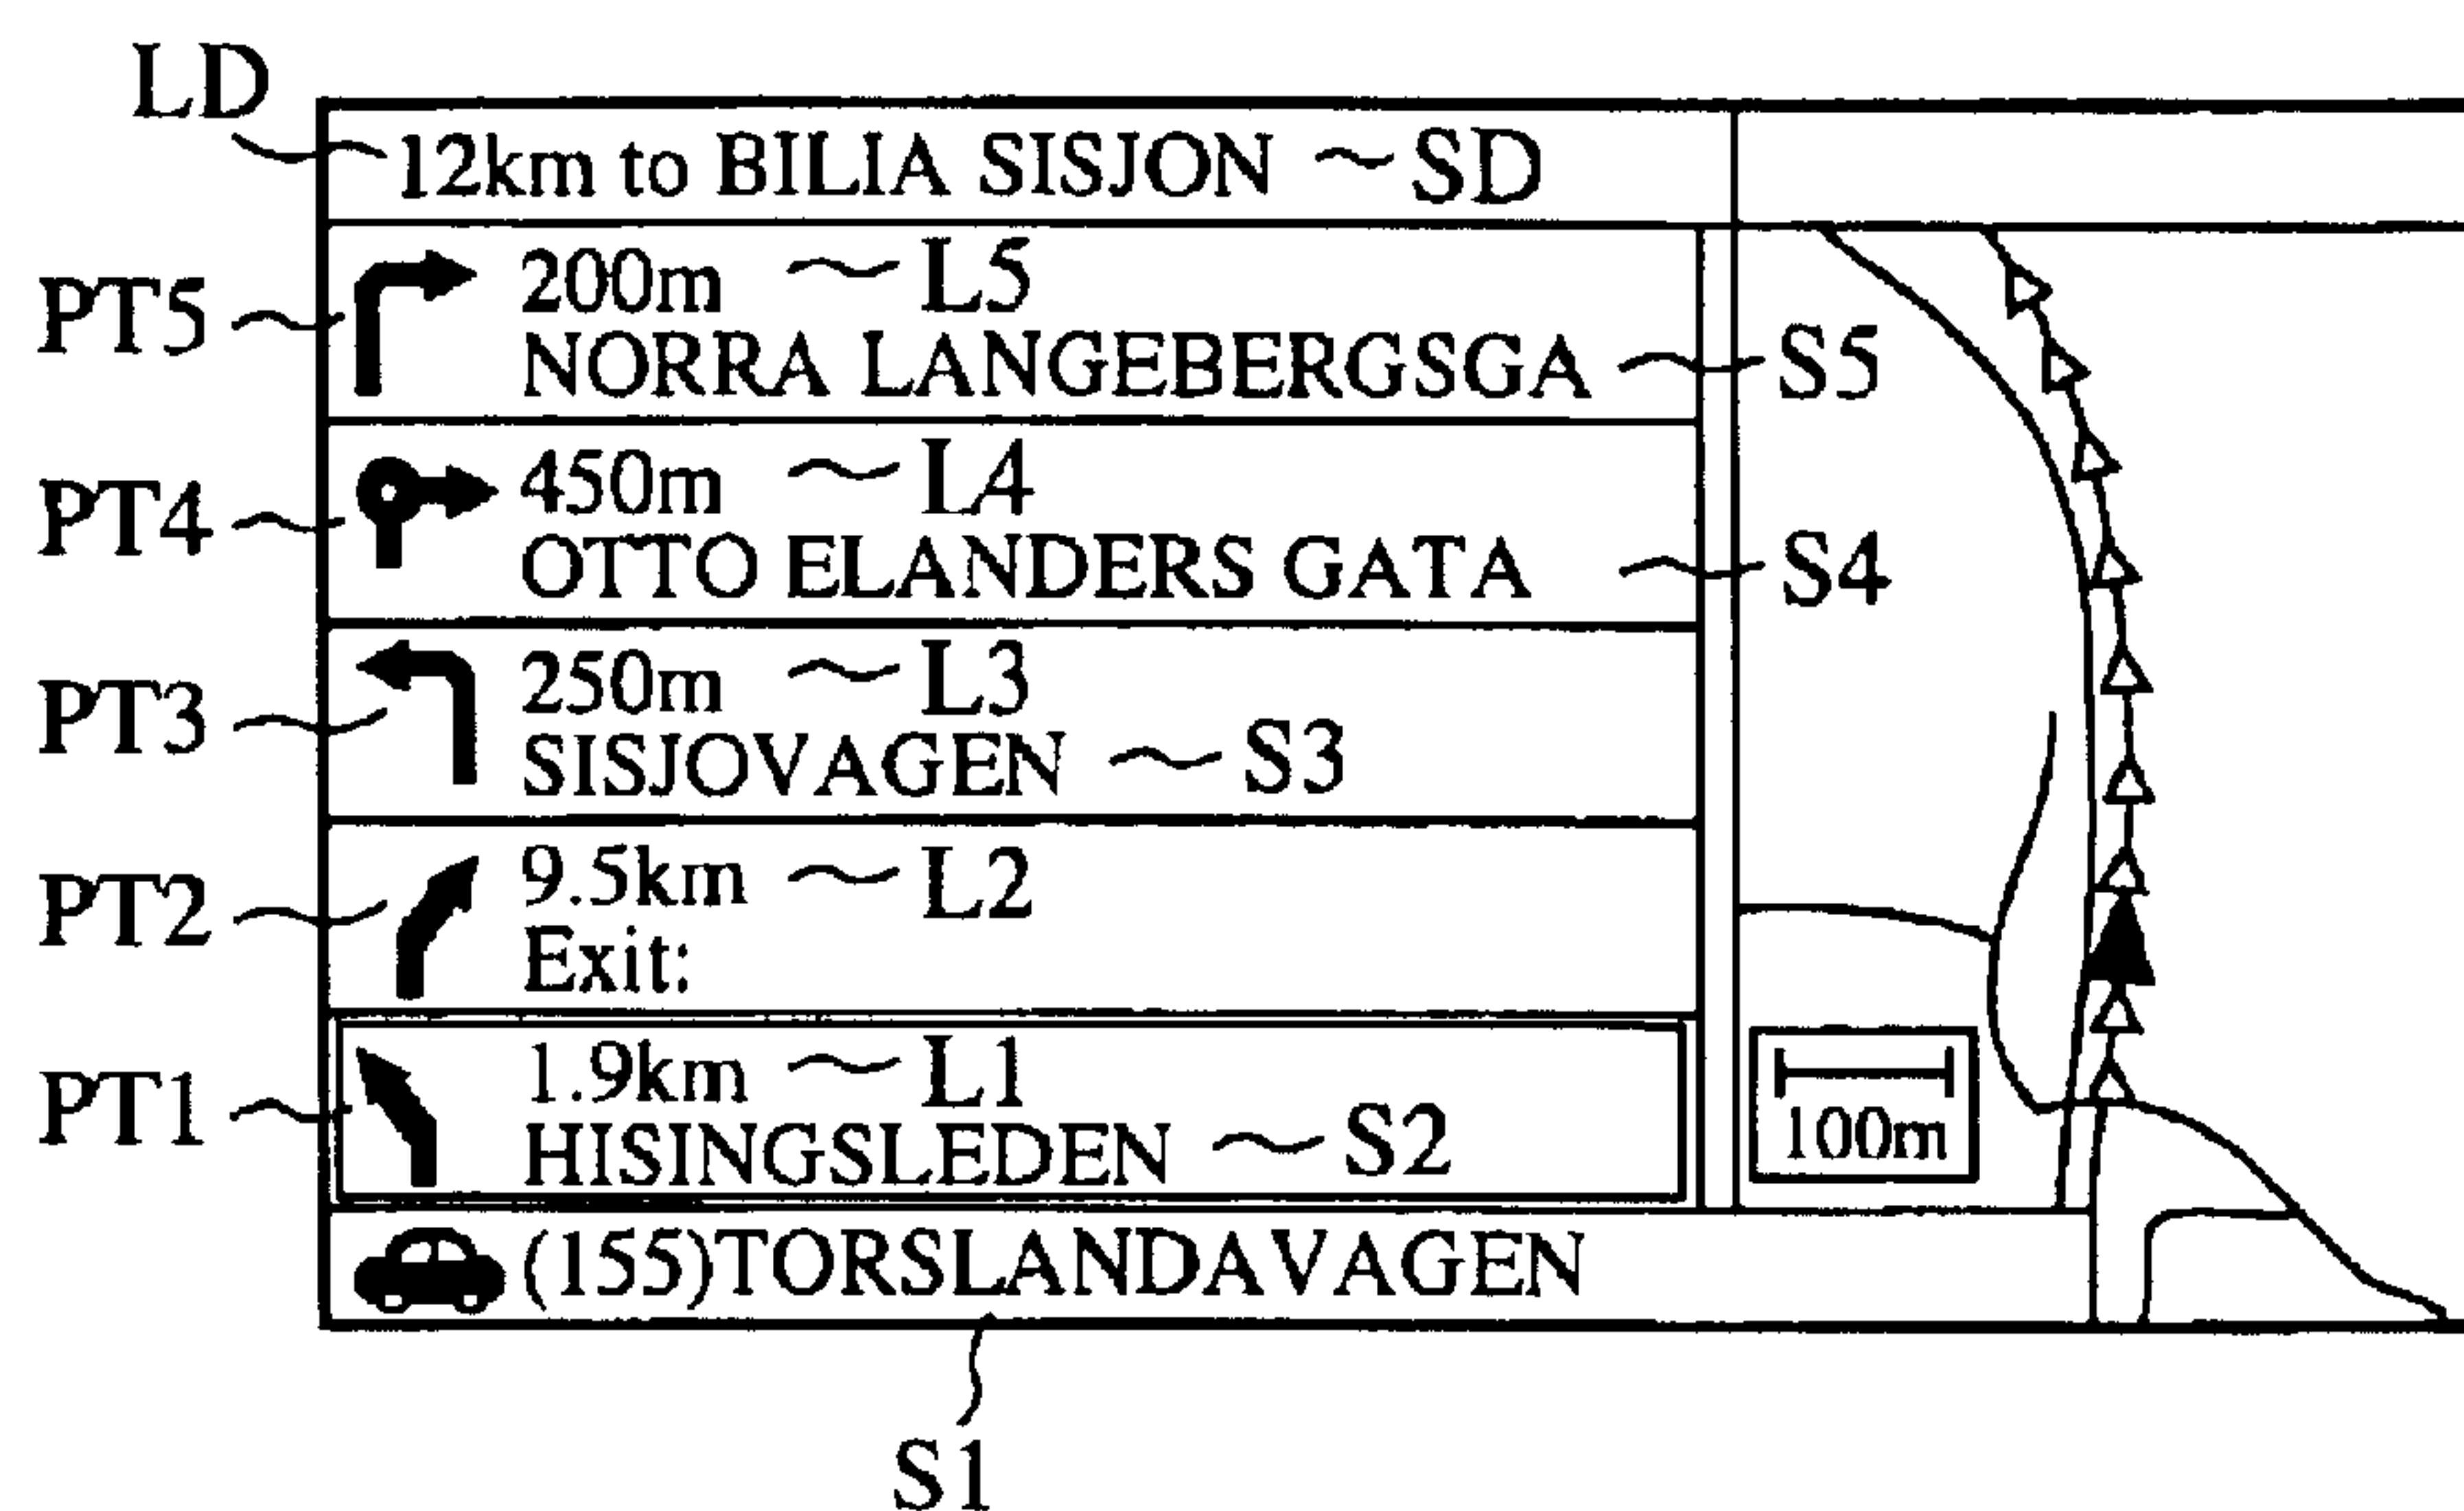 LD
12km to BILIA SISJON ~ SD
PT5
200m ~ L5
NORRA LANGEBERGSGA ~ S5
PT4
450m ~ L4
OTTO ELANDERS GATA ~ S4
PT3
250m ~ L3
SISJOVAGEN ~ S3
PT2
9.5km ~ L2
Exit:
PT1
1.9km ~ L1
HISINGSLEDEN ~ S2
100m
(155)TORSLANDAVAGEN
S1